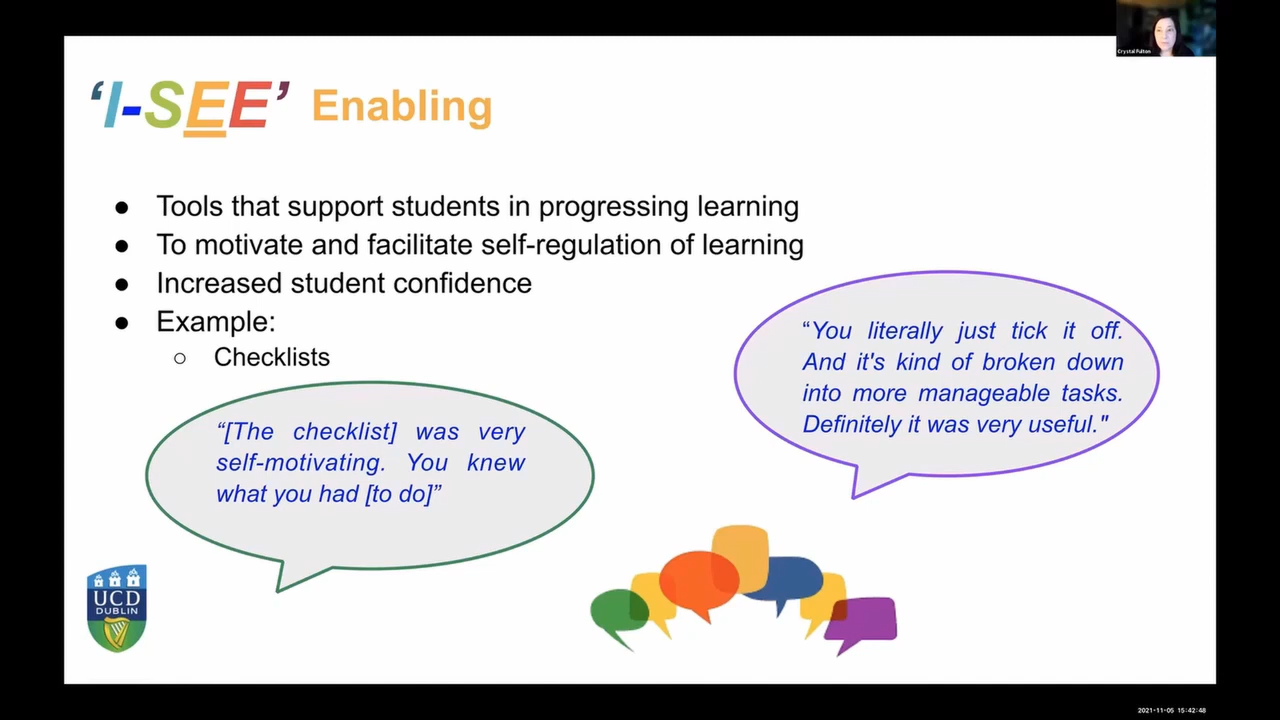 Crystal Fulton
‘I-SEE’ Enabling
● Tools that support students in progressing learning
● To motivate and facilitate self-regulation of learning
● Increased student confidence
● Example:
○ Checklists
“You literally just tick it off.
And it's kind of broken down
into more manageable tasks.
Definitely it was very useful."
“[The checklist] was very
self-motivating. You knew
what you had [to do]”
UCD
DUBLIN
2021-11-05 15:42:48